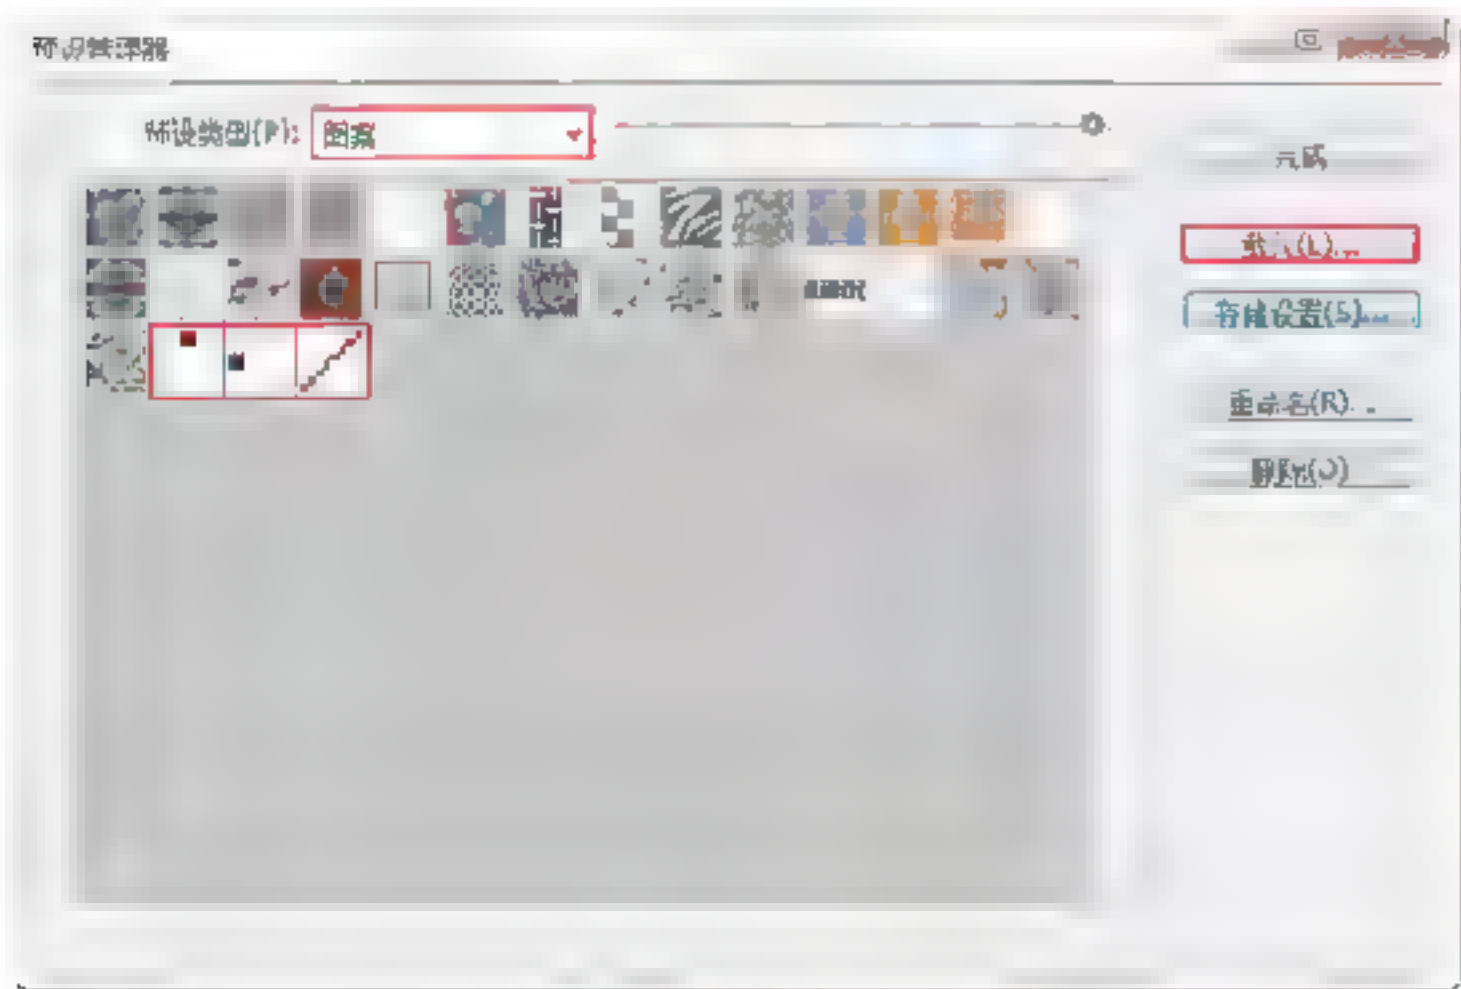 预设管理器
预设类型(P): 图案
完成
载入(L)...
存储设置(S)...
重命名(R)...
删除(D)